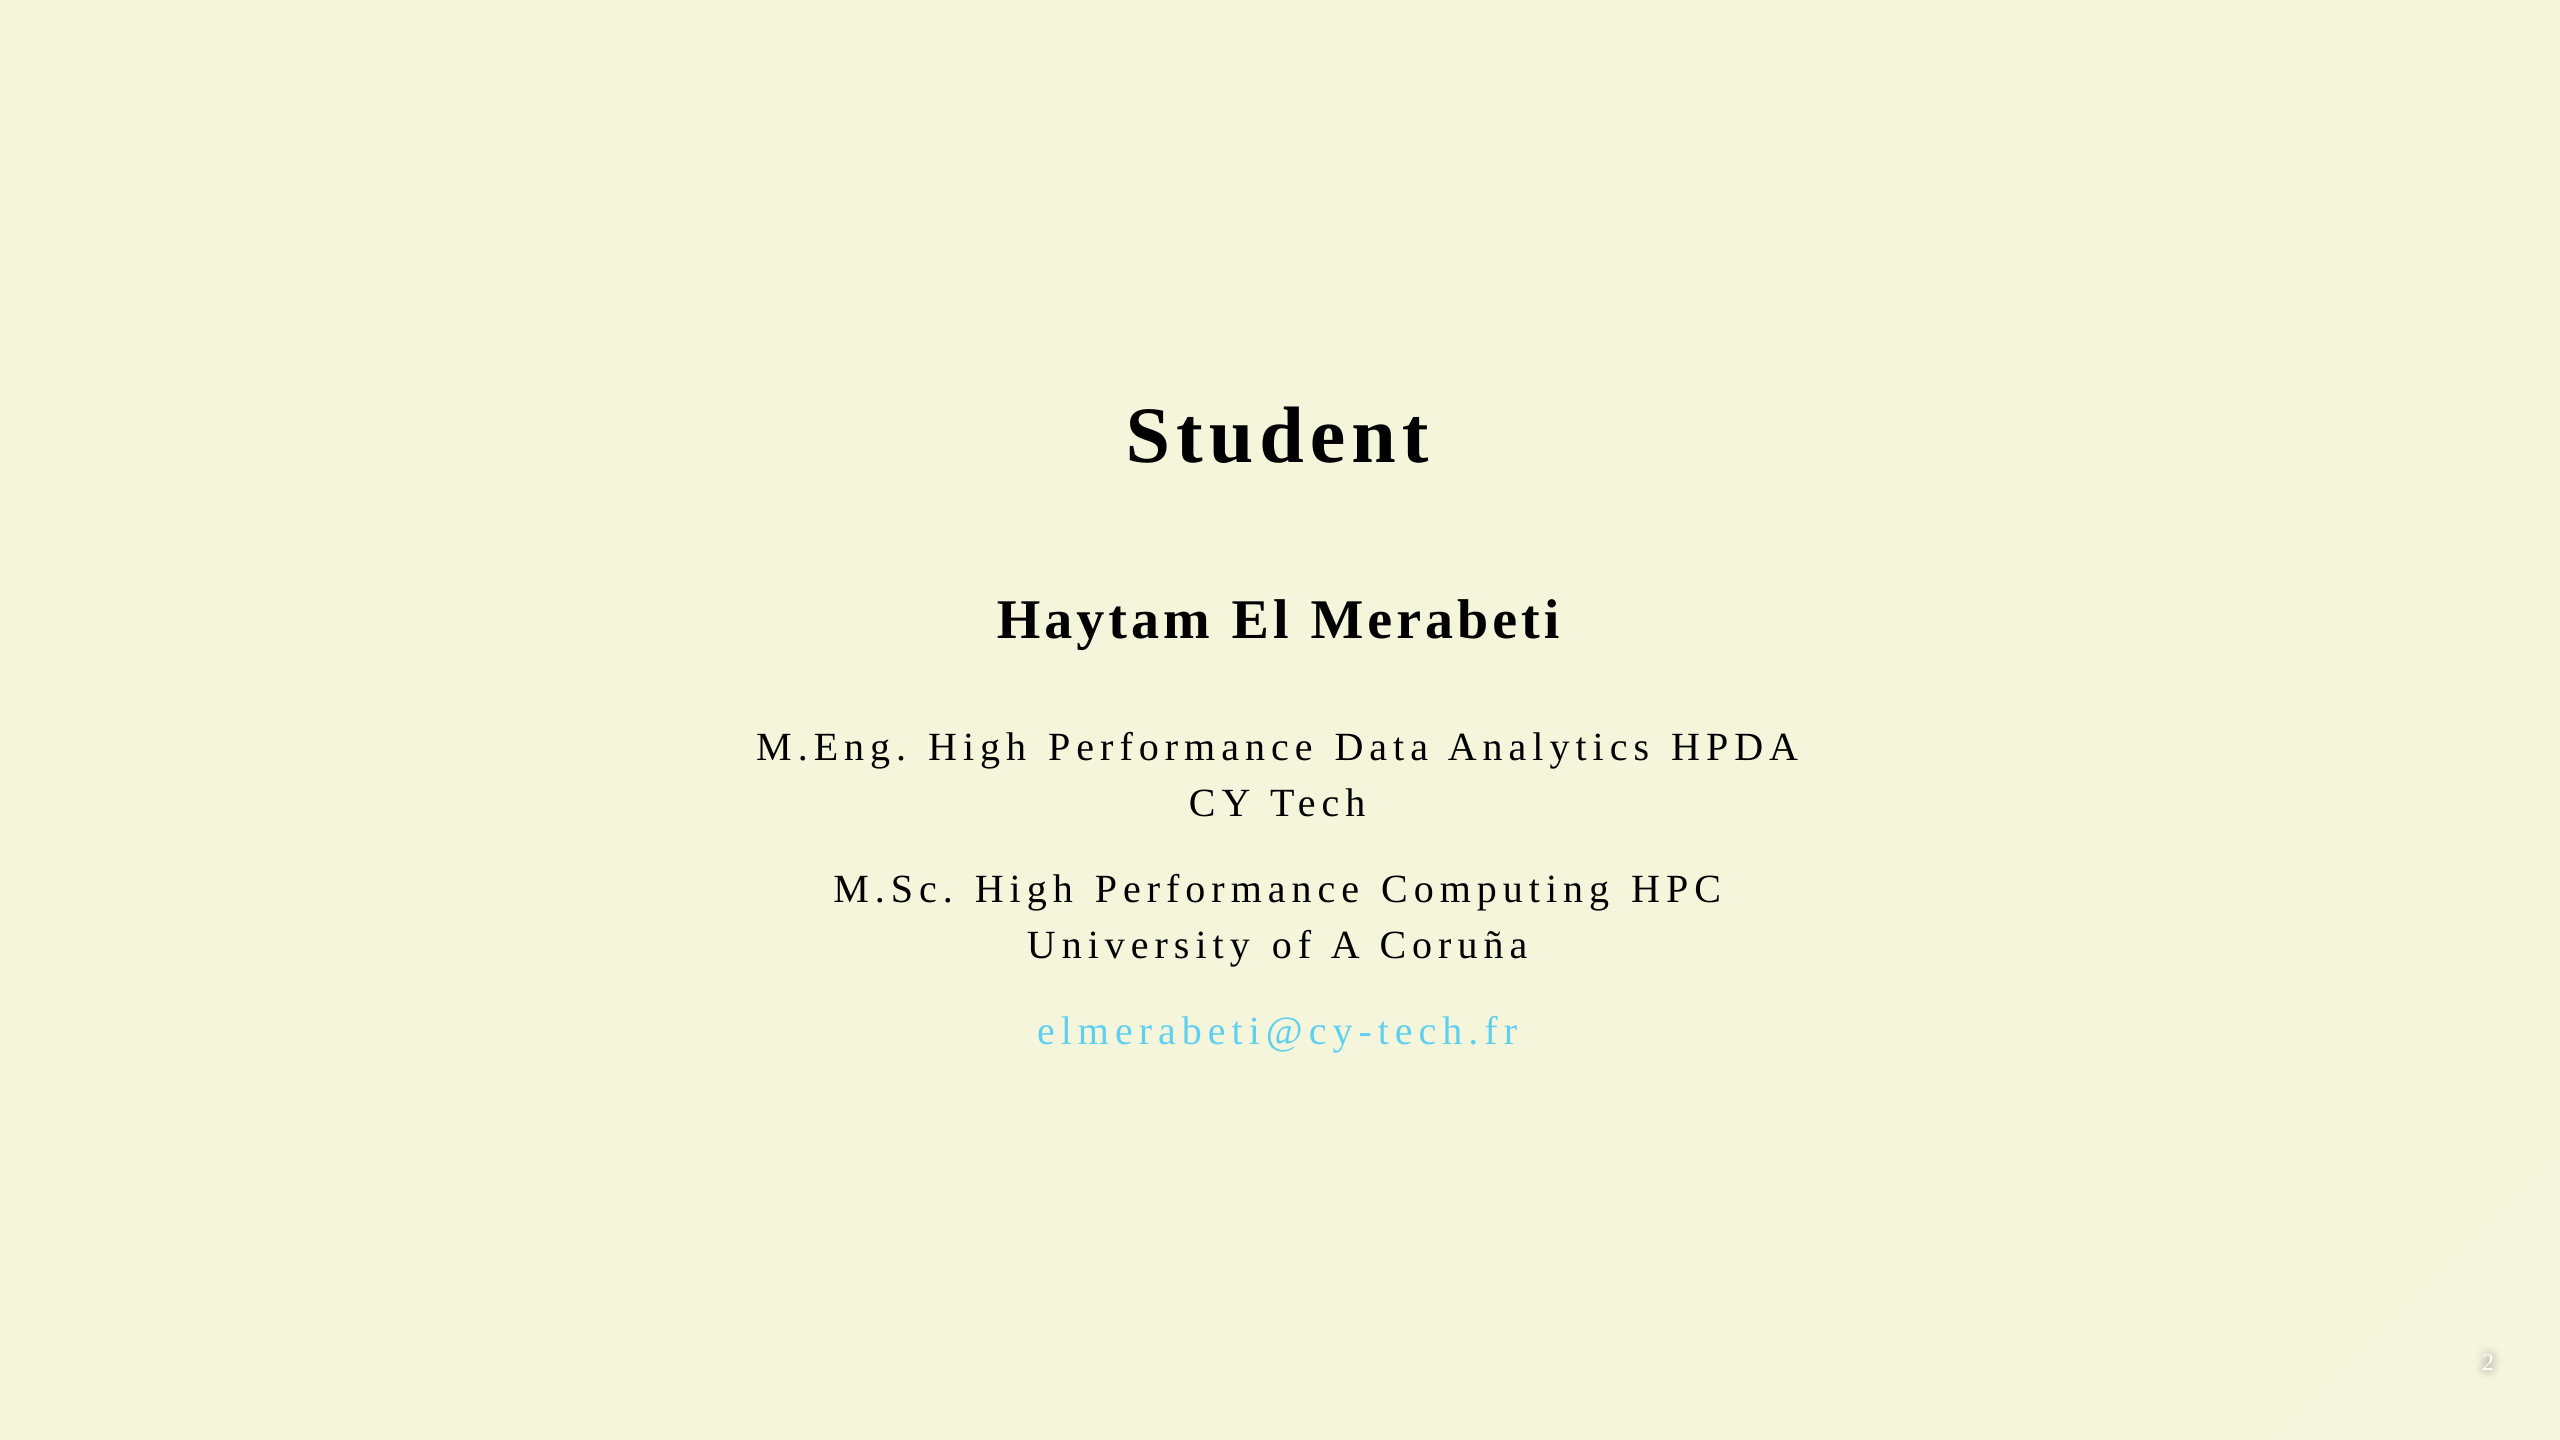 Student
Haytam El Merabeti
M.Eng. High Performance Data Analytics HPDA
CY Tech
M.Sc. High Performance Computing HPC
University of A Coruña
elmerabeti@cy-tech.fr
2